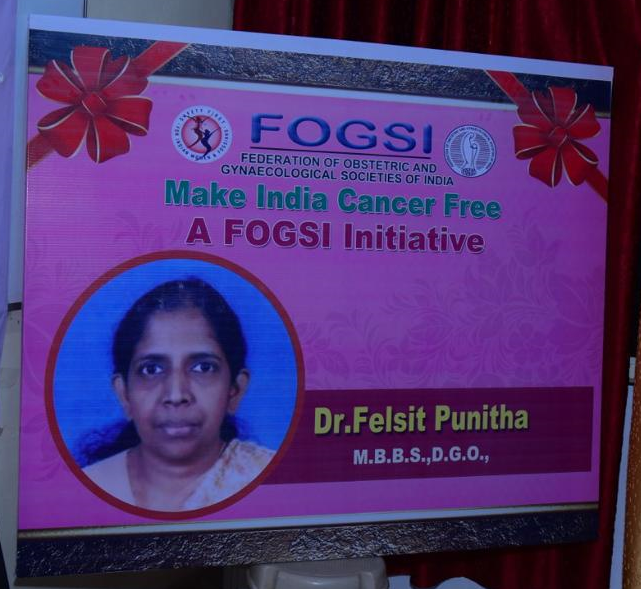 FOGSI
FEDERATION OF OBSTETRIC AND
GYNAECOLOGICAL SOCIETIES OF INDIA
Make India Cancer Free
A FOGSI Initiative
Dr.Felsit Punitha
M.B.B.S.,D.G.O.,